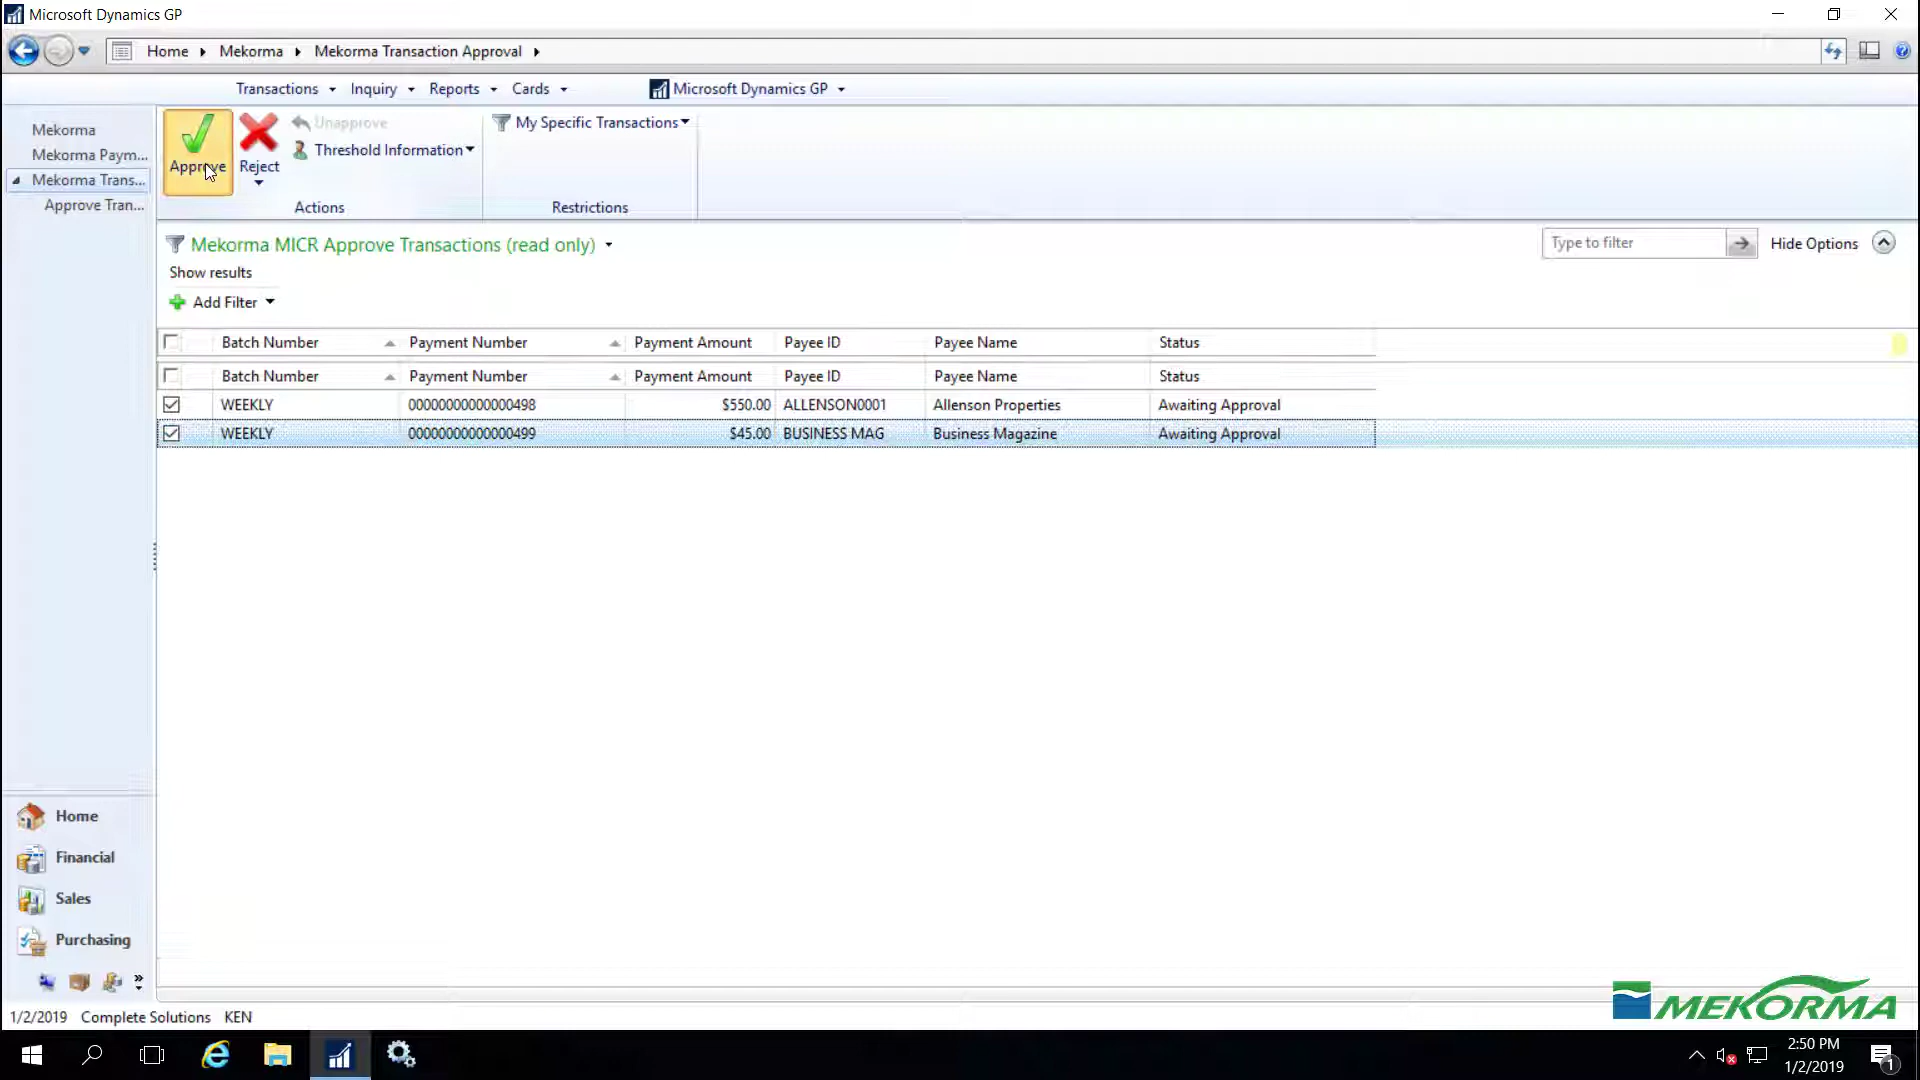 Microsoft Dynamics GP
Home Mekorma Mekorma Transaction Approval
Transactions Inquiry Reports Cards Microsoft Dynamics GP
Mekorma
Mekorma Paym...
Mekorma Trans...
Approve Tran...
Approve
Reject
Unapprove
Threshold Information
Actions
My Specific Transactions
Restrictions
Mekorma MICR Approve Transactions (read only)
Type to filter
Hide Options
Show results
Add Filter
Batch Number Payment Number Payment Amount Payee ID Payee Name Status
Batch Number Payment Number Payment Amount Payee ID Payee Name Status
WEEKLY 00000000000000498 $550.00 ALLENSON0001 Allenson Properties Awaiting Approval
WEEKLY 00000000000000499 $45.00 BUSINESS MAG Business Magazine Awaiting Approval
Home
Financial
Sales
Purchasing
MEKORMA
1/2/2019 Complete Solutions KEN
2:50 PM
1/2/2019
1